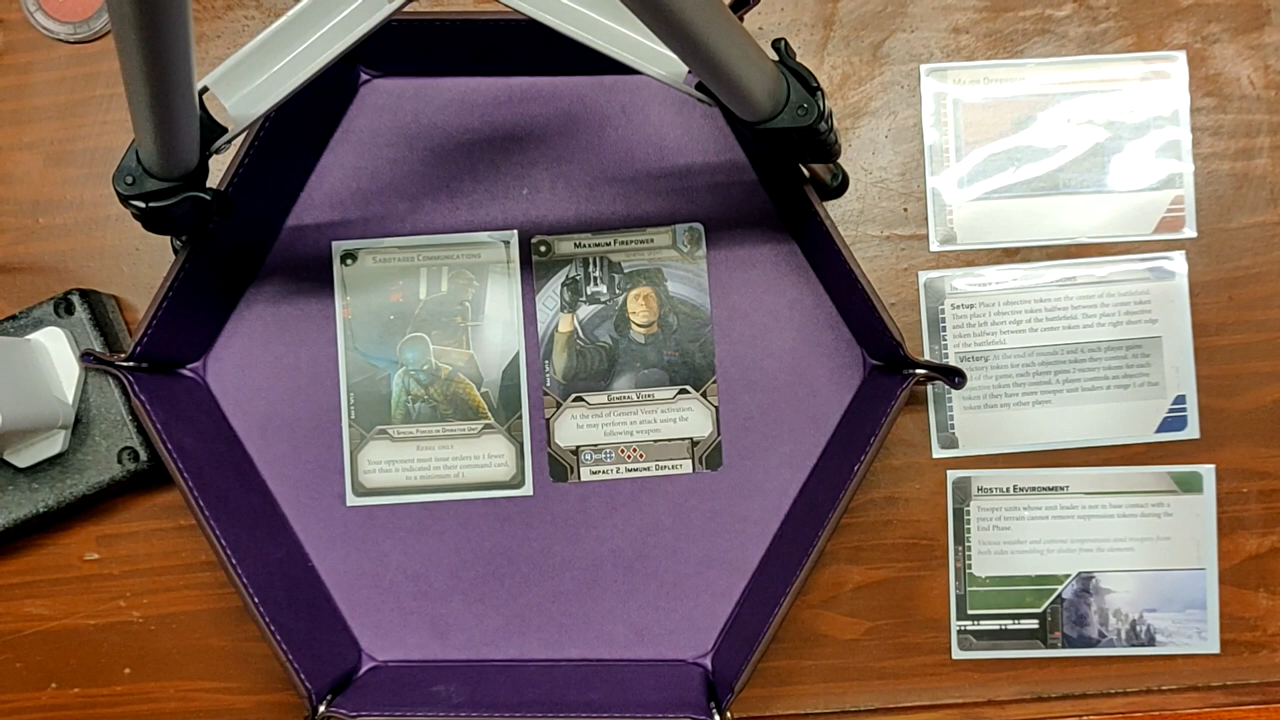 Sabotaged Communications
1 Special Forces or Operative Unit
Rebel only
Your opponent must issue orders to 1 fewer
unit than is indicated on their command card,
to a minimum of 1.
Maximum Firepower
General Veers
At the end of General Veers' activation,
he may perform an attack using the
following weapon:
4
Impact 2, Immune: Deflect
Major Offensive
Setup: Place 1 objective token on the center of the battlefield.
Then place 1 objective token halfway between the center token
and the left short edge of the battlefield. Then place 1 objective
token halfway between the center token and the right short edge
of the battlefield.
Victory: At the end of rounds 2 and 4, each player gains
victory token for each objective token they control. At the
of the game, each player gains 2 victory tokens for each
objective token they control. A player controls an objective
token if they have more trooper unit leaders at range 1 of that
token than any other player.
Hostile Environment
Trooper units whose unit leader is not in base contact with a
piece of terrain cannot remove suppression tokens during the
End Phase.
Vicious weather and extreme temperatures send troopers from
both sides scrambling for shelter from the elements.